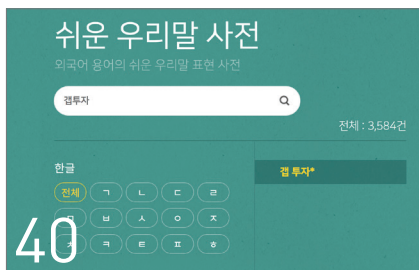 쉬운 우리말 사전
외국어 용어의 쉬운 우리말 표현 사전
갭투자
전체 : 3,584건
한글
갭 투자*
전체 ㄱ ㄴ ㄷ ㄹ
ㅁ ㅂ ㅅ ㅇ ㅈ
ㅊ ㅋ ㅌ ㅍ ㅎ
40